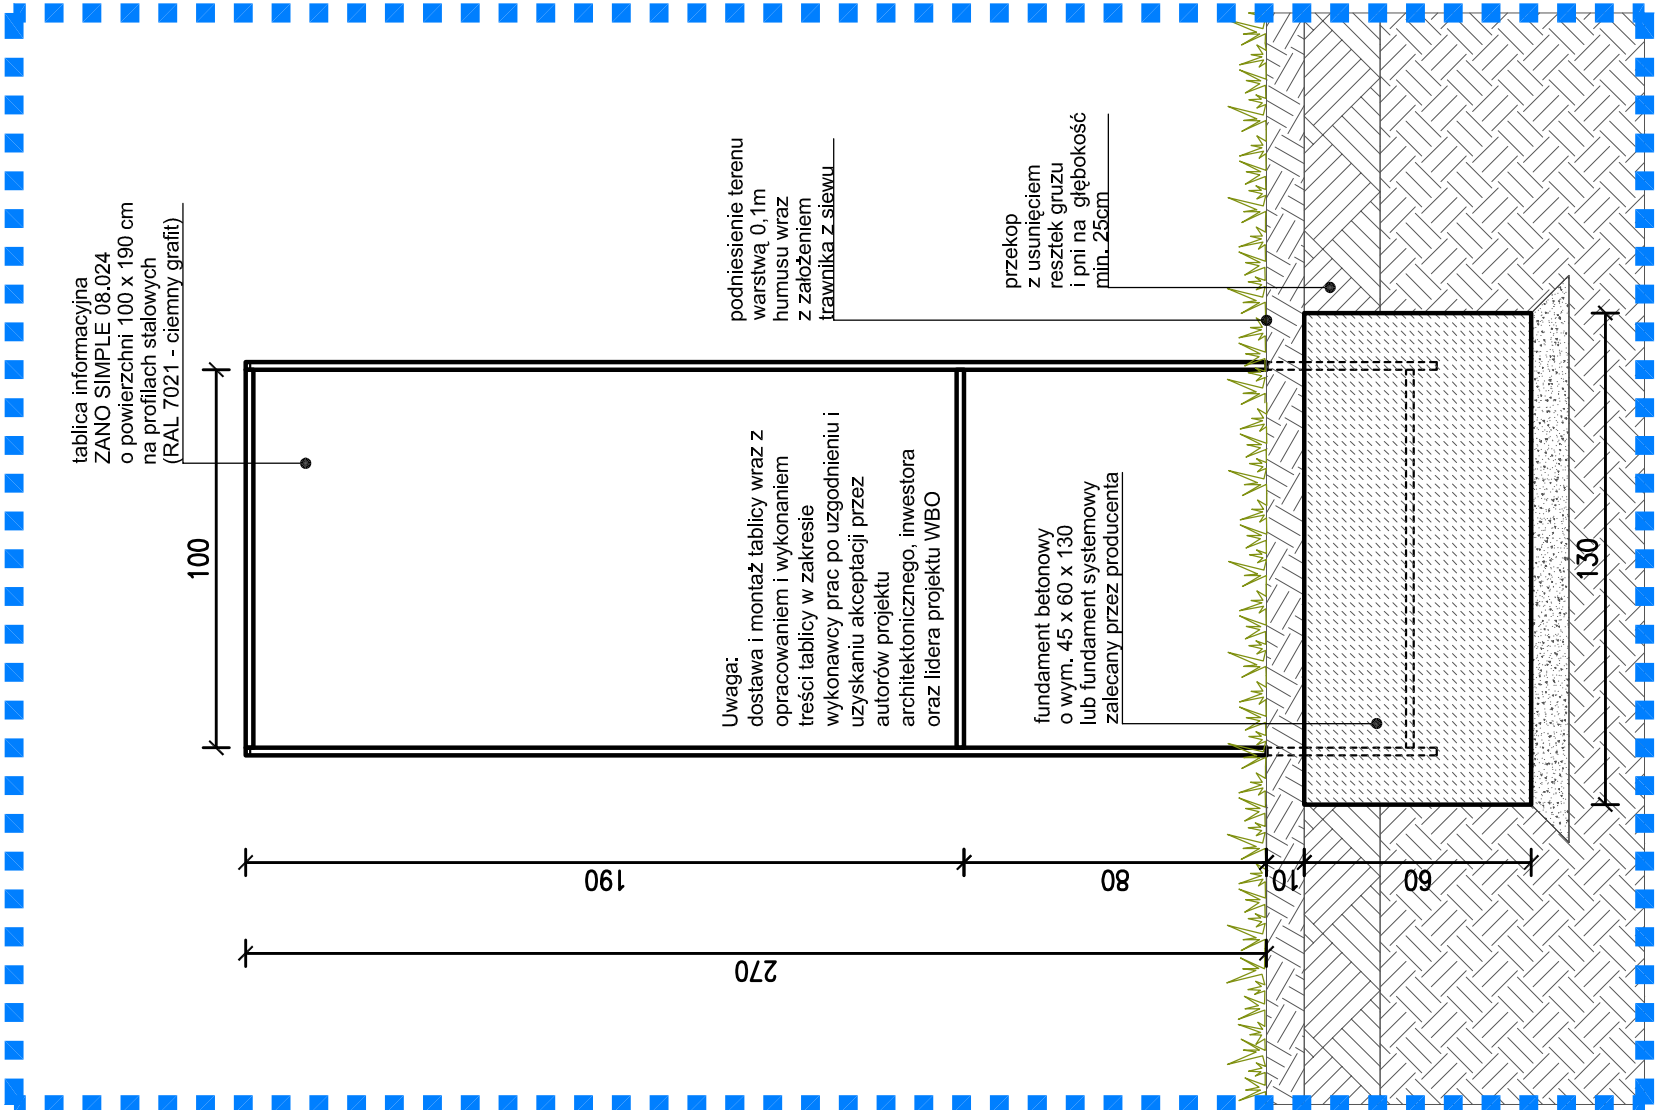 tablica informacyjna
ZANO SIMPLE 08.024
o powierzchni 100 x 190 cm
na profilach stalowych
(RAL 7021 - ciemny grafit)
100
podniesienie terenu
warstwą 0,1m
humusu wraz
z założeniem
trawnika z siewu
przekop
z usunięciem
resztek gruzu
i pni na głębokość
min. 25cm
Uwaga:
dostawa i montaż tablicy wraz z
opracowaniem i wykonaniem
treści tablicy w zakresie
wykonawcy prac po uzgodnieniu i
uzyskaniu akceptacji przez
autorów projektu
architektonicznego, inwestora
oraz lidera projektu WBO
fundament betonowy
o wym. 45 x 60 x 130
lub fundament systemowy
zalecany przez producenta
130
190
80
10
60
270